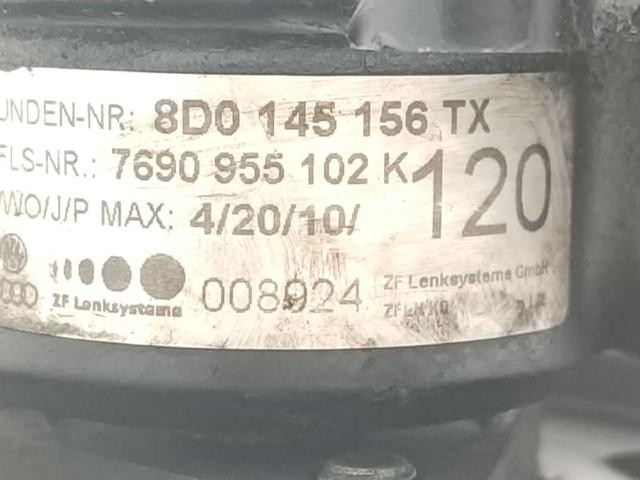 UNDEN-NR: 8D0 145 156 TX
FLS-NR.: 7690 955 102 K
120
/WO/J/P MAX: 4/20/10/
ZF Lenksysteme
008924
ZF Lenksysteme GmbH